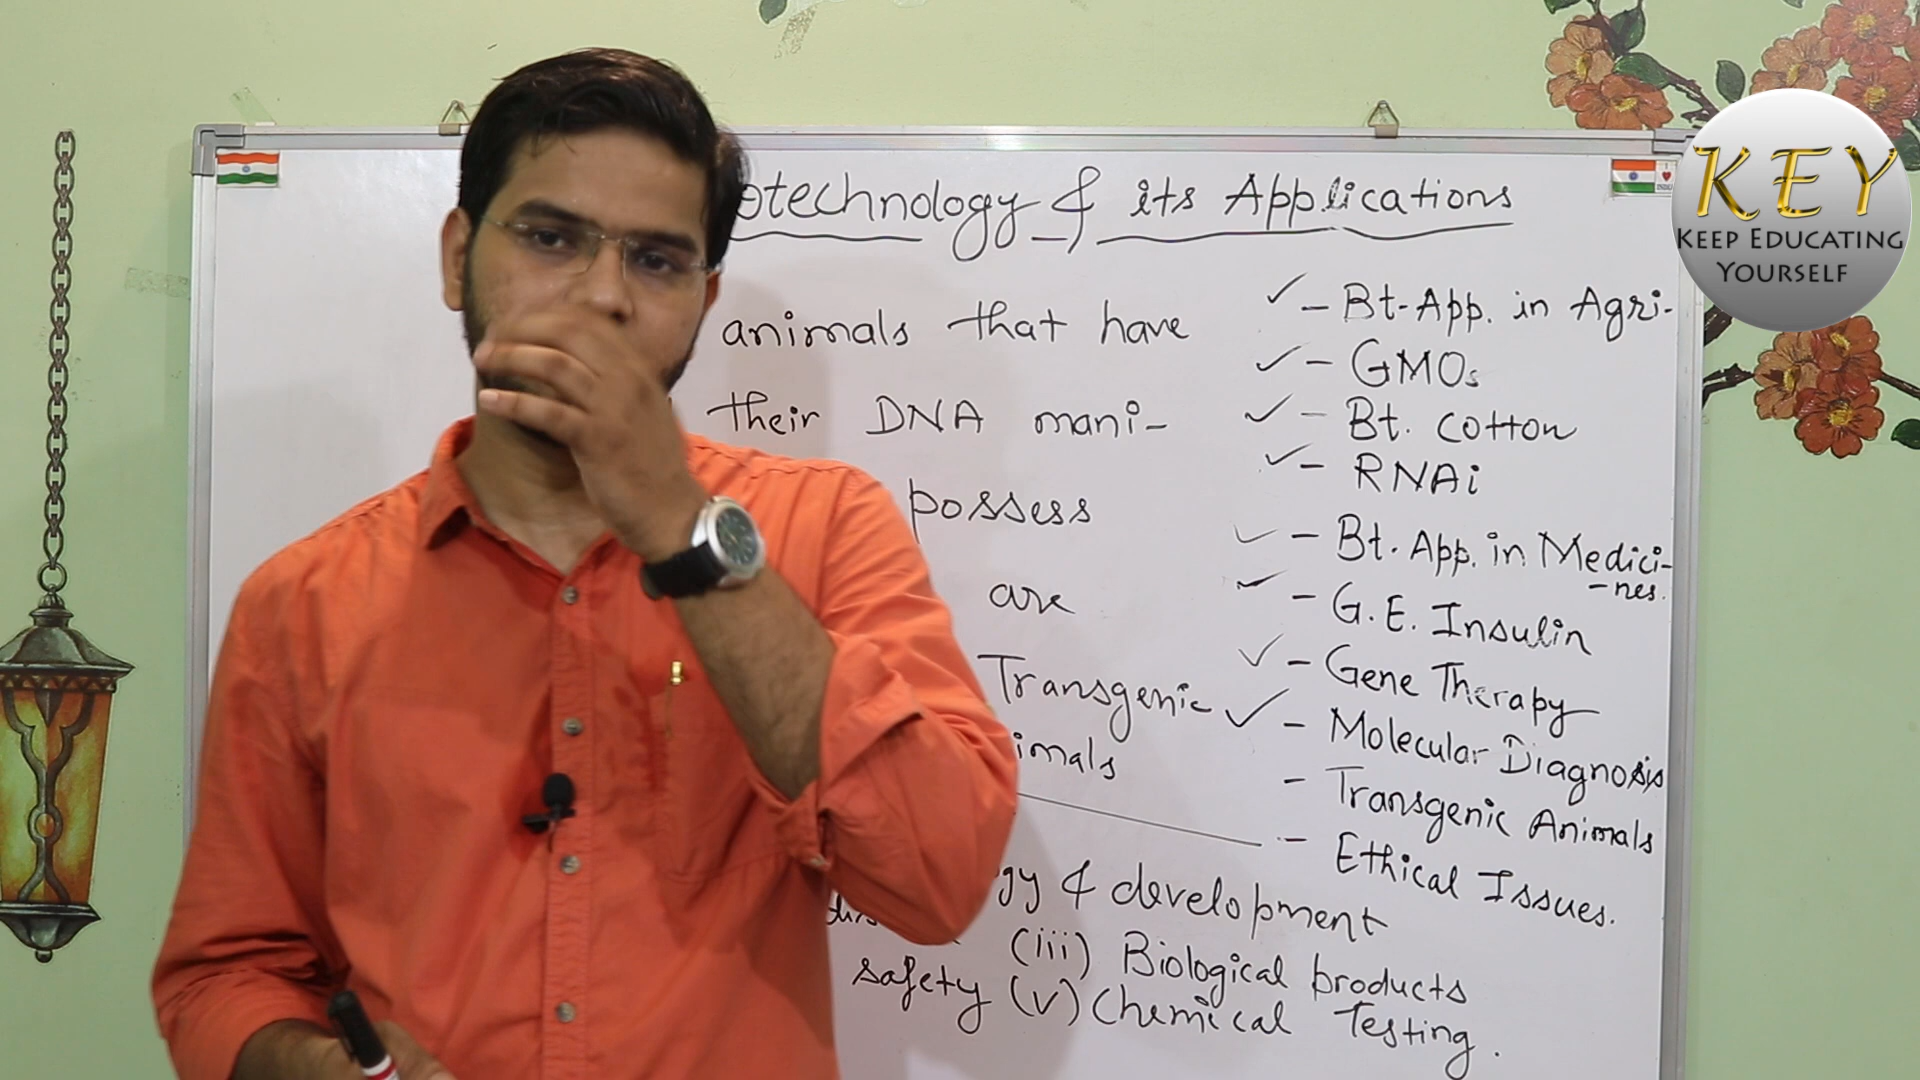 otechnology & its Applications
animals that have
their DNA mani-
possess
are
Transgenic
imals
gy & development
(iii) Biological products
safety (v) Chemical Testing.
- Bt-App. in Agri-
- GMOs
- Bt. cotton
- RNAi
- Bt. App. in Medici-
-nes.
- G.E. Insulin
- Gene Therapy
- Molecular Diagnosis
- Transgenic Animals
- Ethical Issues.
KEY
KEEP EDUCATING
YOURSELF